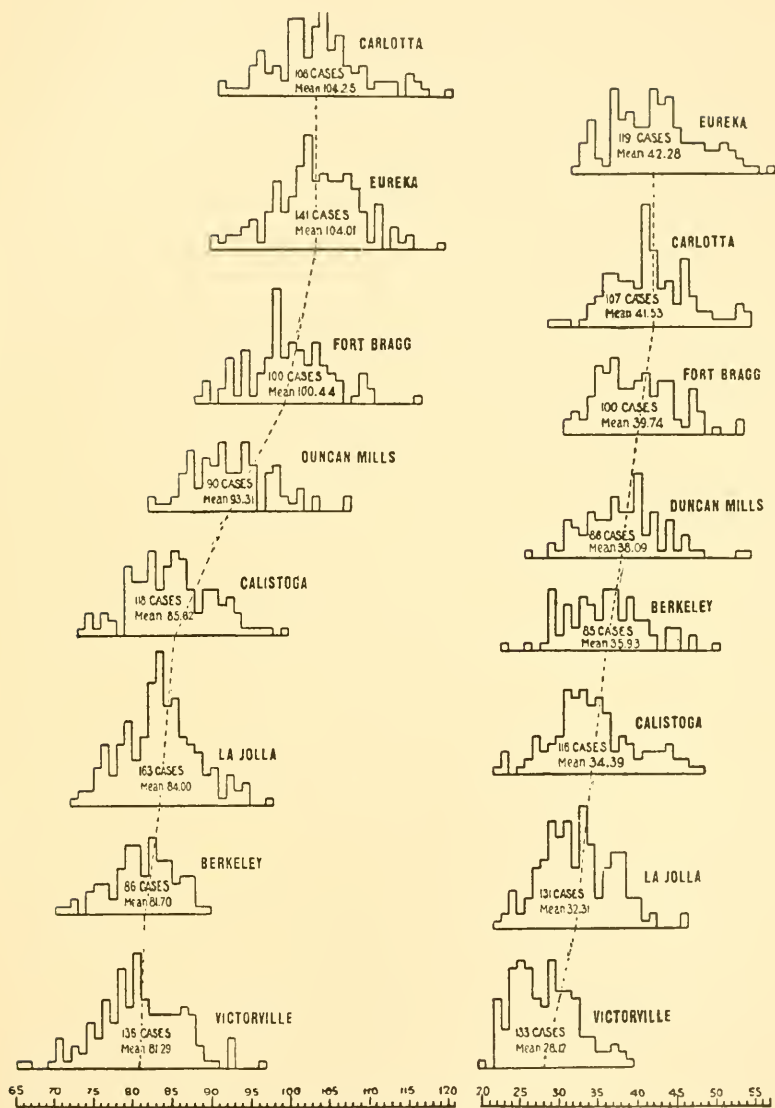 CARLOTTA
108 CASES
Mean 104.25
EUREKA
141 CASES
Mean 104.01
FORT BRAGG
100 CASES
Mean 100.44
DUNCAN MILLS
90 CASES
Mean 93.31
CALISTOGA
118 CASES
Mean 85.82
LA JOLLA
163 CASES
Mean 84.00
BERKELEY
86 CASES
Mean 81.70
VICTORVILLE
136 CASES
Mean 81.29
65 70 75 80 85 90 95 100 105 110 115 120
EUREKA
119 CASES
Mean 42.28
CARLOTTA
107 CASES
Mean 41.53
FORT BRAGG
100 CASES
Mean 39.74
DUNCAN MILLS
86 CASES
Mean 38.09
BERKELEY
85 CASES
Mean 35.93
CALISTOGA
116 CASES
Mean 34.39
LA JOLLA
131 CASES
Mean 32.31
VICTORVILLE
133 CASES
Mean 28.17
20 25 30 35 40 45 50 55